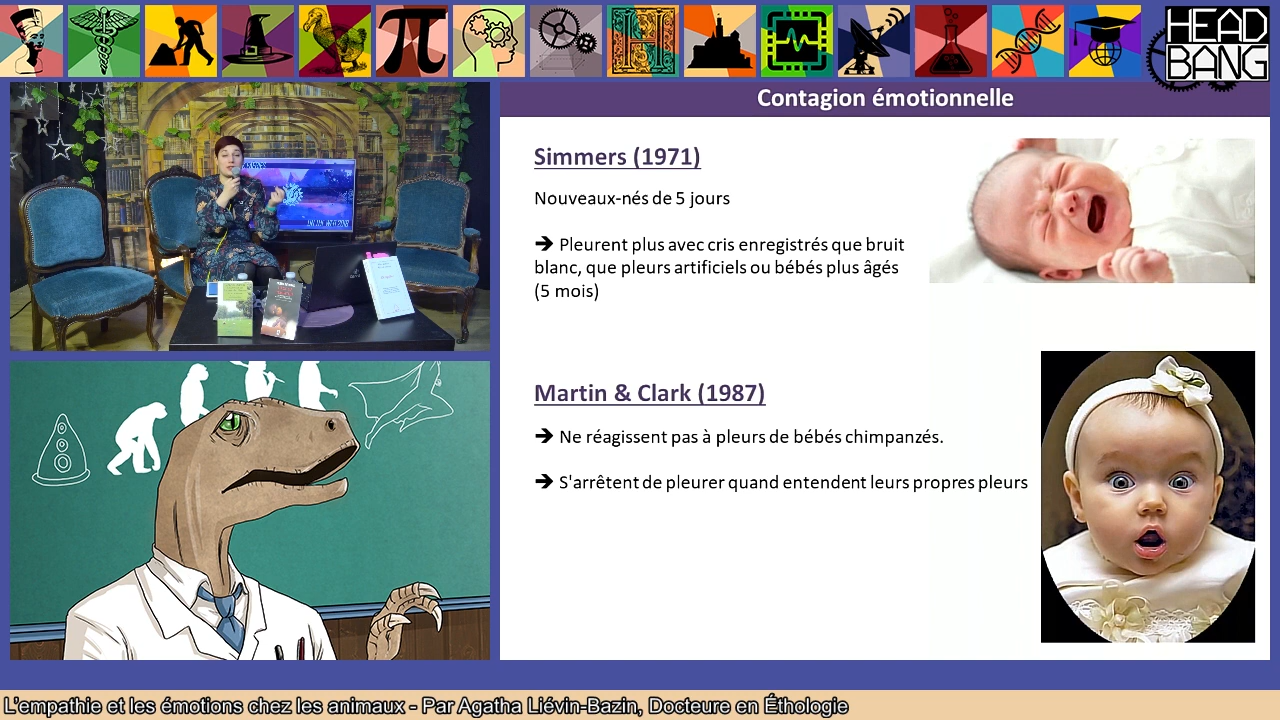 HEAD
BANG
Contagion émotionnelle
Simmers (1971)
Nouveaux-nés de 5 jours
➔ Pleurent plus avec cris enregistrés que bruit
blanc, que pleurs artificiels ou bébés plus âgés
(5 mois)
Martin & Clark (1987)
➔ Ne réagissent pas à pleurs de bébés chimpanzés.
➔ S'arrêtent de pleurer quand entendent leurs propres pleurs
L'empathie et les émotions chez les animaux - Par Agatha Liévin-Bazin, Docteure en Éthologie